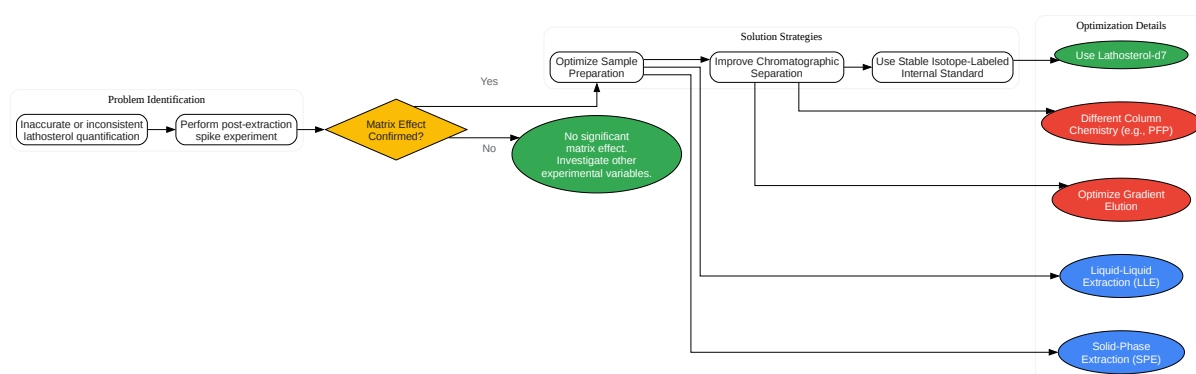 Problem Identification
Inaccurate or inconsistent
lathosterol quantification
Perform post-extraction
spike experiment
Matrix Effect
Confirmed?
Yes
No
No significant
matrix effect.
Investigate other
experimental variables.
Solution Strategies
Optimize Sample
Preparation
Improve Chromatographic
Separation
Use Stable Isotope-Labeled
Internal Standard
Optimization Details
Use Lathosterol-d7
Different Column
Chemistry (e.g., PFP)
Optimize Gradient
Elution
Liquid-Liquid
Extraction (LLE)
Solid-Phase
Extraction (SPE)